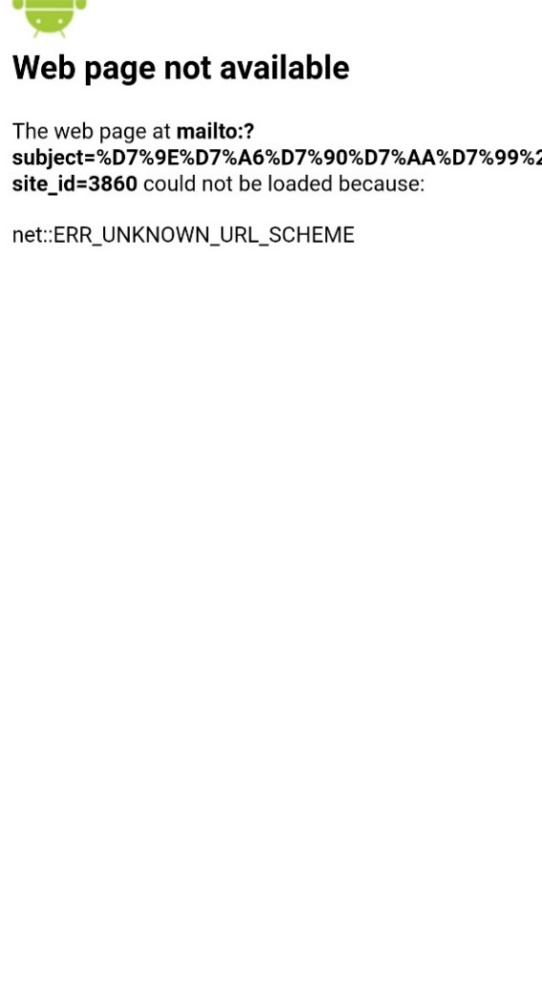 Web page not available
The web page at mailto:?
subject=%D7%9E%D7%A6%D7%90%D7%AA%D7%99%2
site_id=3860 could not be loaded because:
net::ERR_UNKNOWN_URL_SCHEME